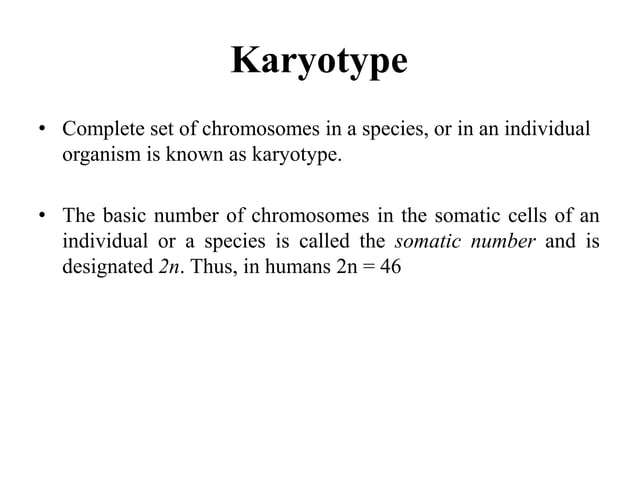 Karyotype
• Complete set of chromosomes in a species, or in an individual
organism is known as karyotype.
• The basic number of chromosomes in the somatic cells of an
individual or a species is called the somatic number and is
designated 2n. Thus, in humans 2n = 46